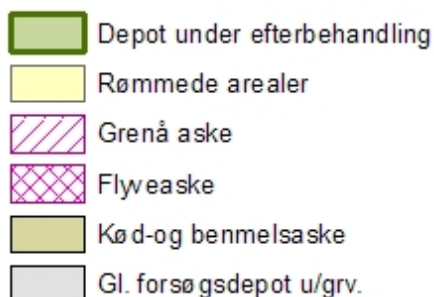 Depot under efterbehandling
Rømmede arealer
Grenå aske
Flyveaske
Kød-og benmelsaske
Gl. forsøgsdepot u/grv.